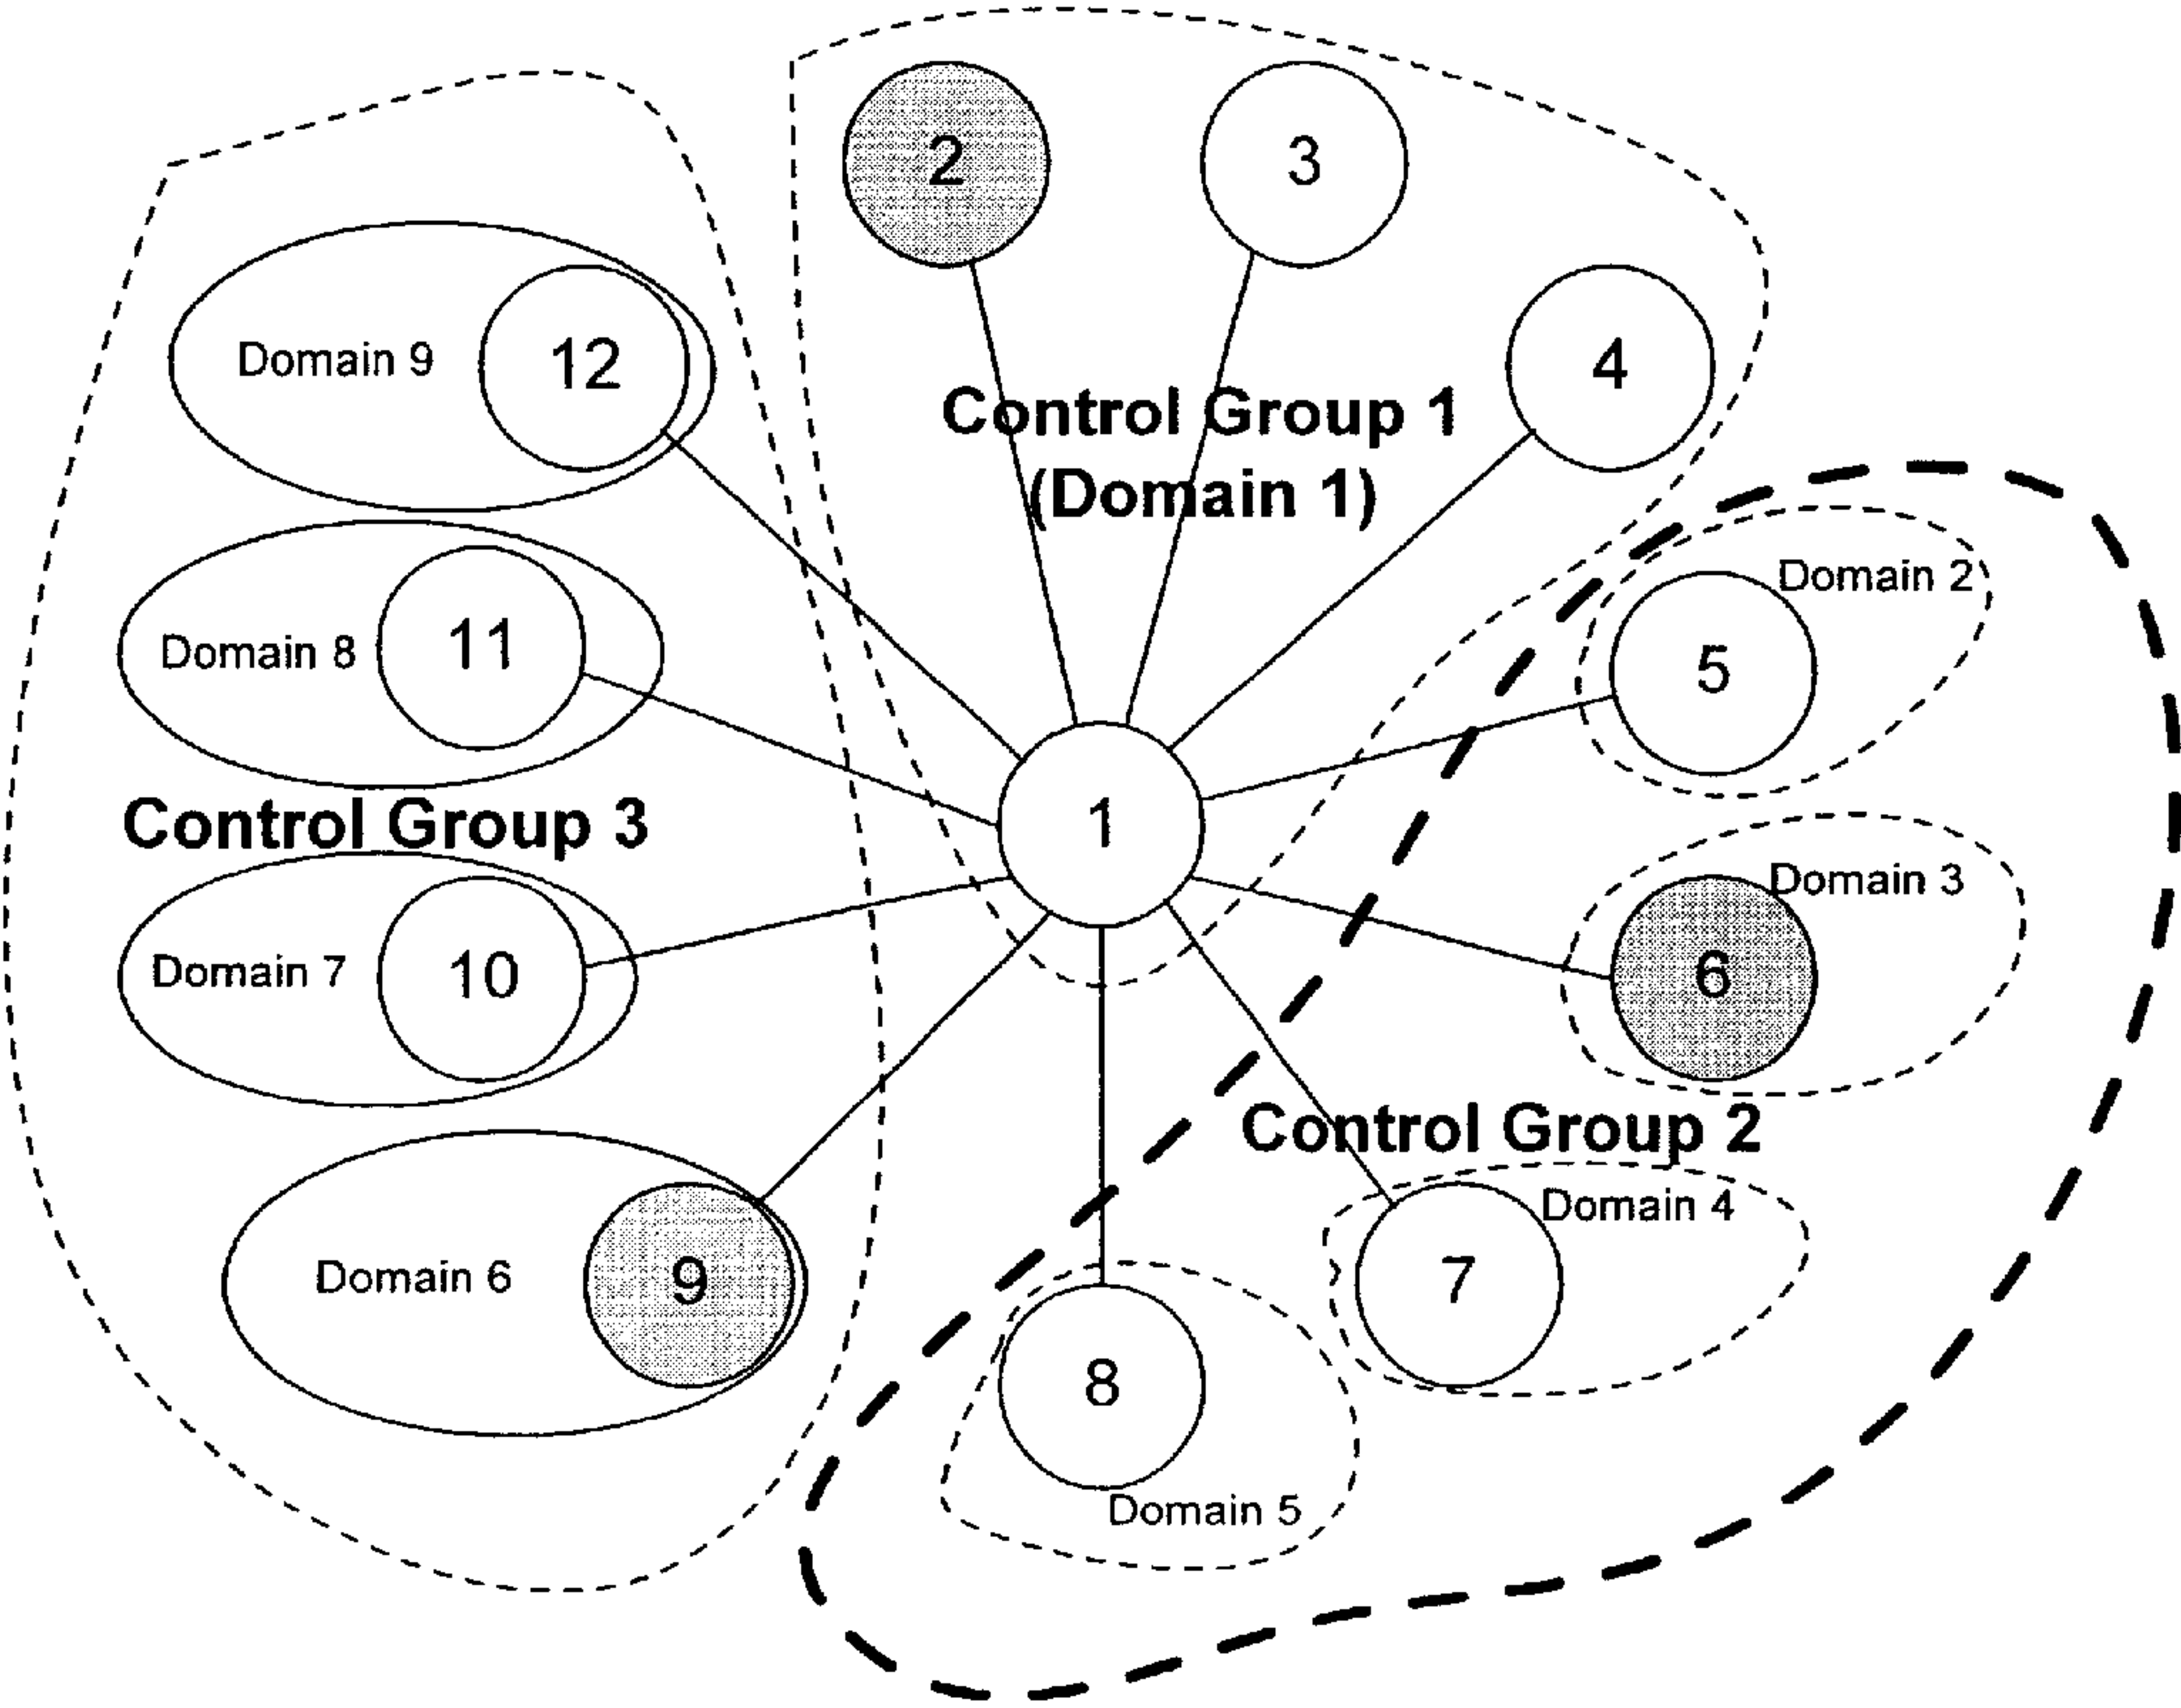 2
3
4
Control Group 1
(Domain 1)
Domain 9
12
Domain 8
11
Domain 2
5
Control Group 3
1
Domain 3
6
Domain 7
10
Control Group 2
Domain 4
7
Domain 6
9
8
Domain 5